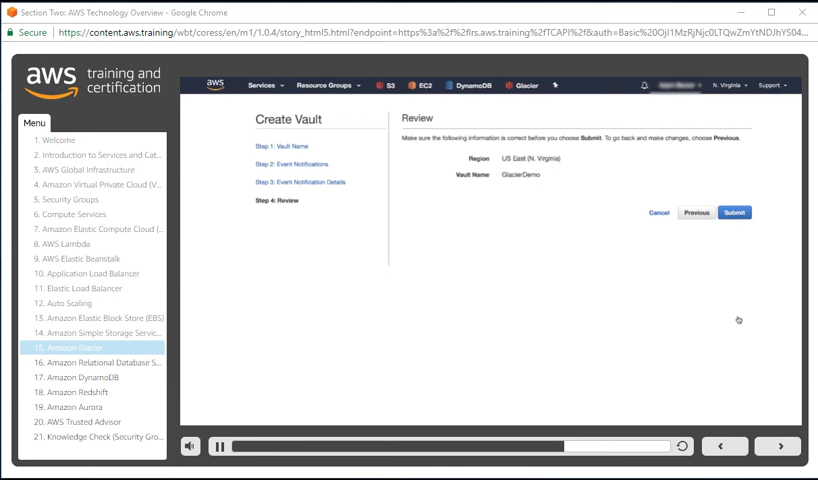 Section Two: AWS Technology Overview - Google Chrome
Secure https://content.aws.training/wbt/coress/en/m1/1.0.4/story_html5.html?endpoint=https%3a%2f%2flrs.aws.training%2fTCAPI%2f&auth=Basic%20OjI1MzRjNjc0LTQwZmYtNDJhYS04...
aws training and certification
Menu
1. Welcome
2. Introduction to Services and Cat...
3. AWS Global Infrastructure
4. Amazon Virtual Private Cloud (V...
5. Security Groups
6. Compute Services
7. Amazon Elastic Compute Cloud (...
8. AWS Lambda
9. AWS Elastic Beanstalk
10. Application Load Balancer
11. Elastic Load Balancer
12. Auto Scaling
13. Amazon Elastic Block Store (EBS)
14. Amazon Simple Storage Servic...
15. Amazon Glacier
16. Amazon Relational Database S...
17. Amazon DynamoDB
18. Amazon Redshift
19. Amazon Aurora
20. AWS Trusted Advisor
21. Knowledge Check (Security Gro...
aws Services Resource Groups S3 EC2 DynamoDB Glacier N. Virginia Support
Create Vault
Step 1: Vault Name
Step 2: Event Notifications
Step 3: Event Notification Details
Step 4: Review
Review
Make sure the following information is correct before you choose Submit. To go back and make changes, choose Previous.
Region US East (N. Virginia)
Vault Name GlacierDemo
Cancel Previous Submit